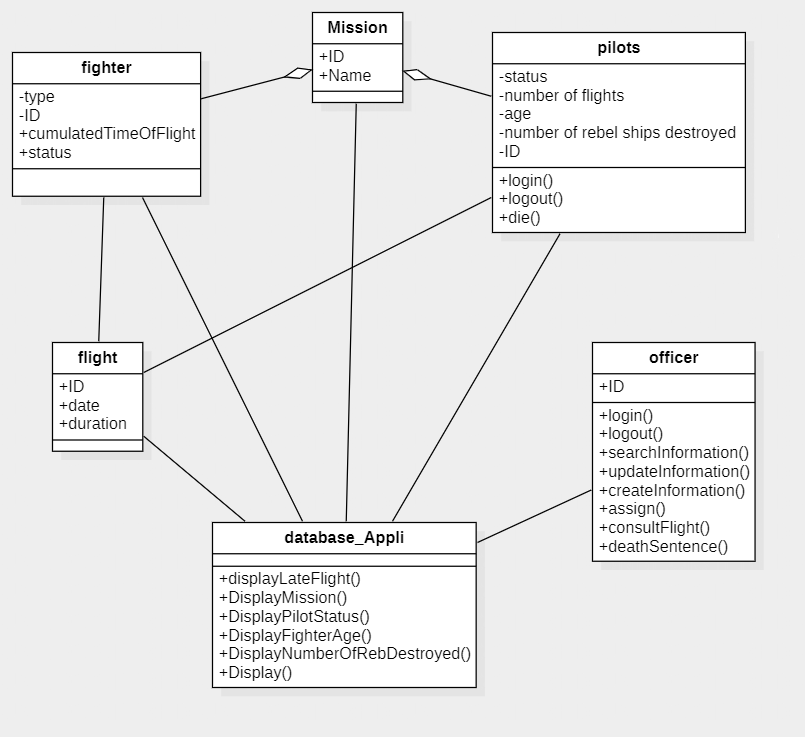 Mission
+ID
+Name
fighter
-type
-ID
+cumulatedTimeOfFlight
+status
pilots
-status
-number of flights
-age
-number of rebel ships destroyed
-ID
+login()
+logout()
+die()
flight
+ID
+date
+duration
officer
+ID
+login()
+logout()
+searchInformation()
+updateInformation()
+createInformation()
+assign()
+consultFlight()
+deathSentence()
database_Appli
+displayLateFlight()
+DisplayMission()
+DisplayPilotStatus()
+DisplayFighterAge()
+DisplayNumberOfRebDestroyed()
+Display()